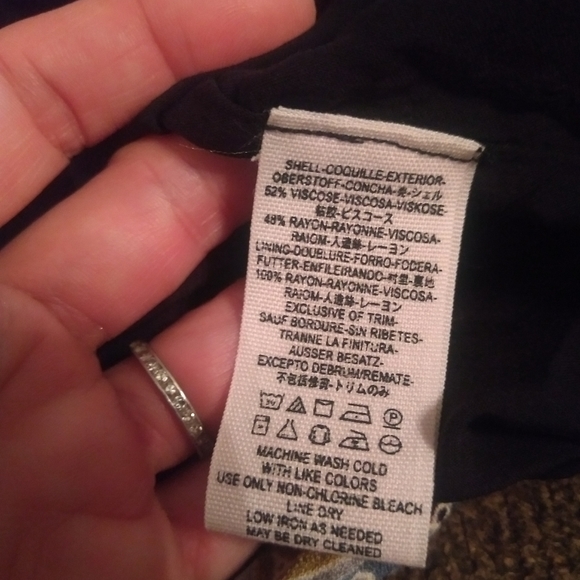 SHELL-COQUILLE-EXTERIOR-
OBERSTOFF-CONCHA-売-シェル
52% VISCOSE-VISCOSA-VISKOSE-
粘胶-ビスコース
48% RAYON-RAYONNE-VISCOSA-
RAIOM-人造絲-レーヨン
LINING-DOUBLURE-FORRO-FODERA-
FUTTER-ENFILEIRANDO-衬里-裏地
100% RAYON-RAYONNE-VISCOSA-
RAIOM-人造絲-レーヨン
EXCLUSIVE OF TRIM-
SAUF BORDURE-SIN RIBETES-
TRANNE LA FINITURA-
AUSSER BESATZ-
EXCEPTO DEBRUM/REMATE-
不包括修剪-トリムのみ
MACHINE WASH COLD
WITH LIKE COLORS
USE ONLY NON-CHLORINE BLEACH
LINE DRY
LOW IRON AS NEEDED
MAY BE DRY CLEANED